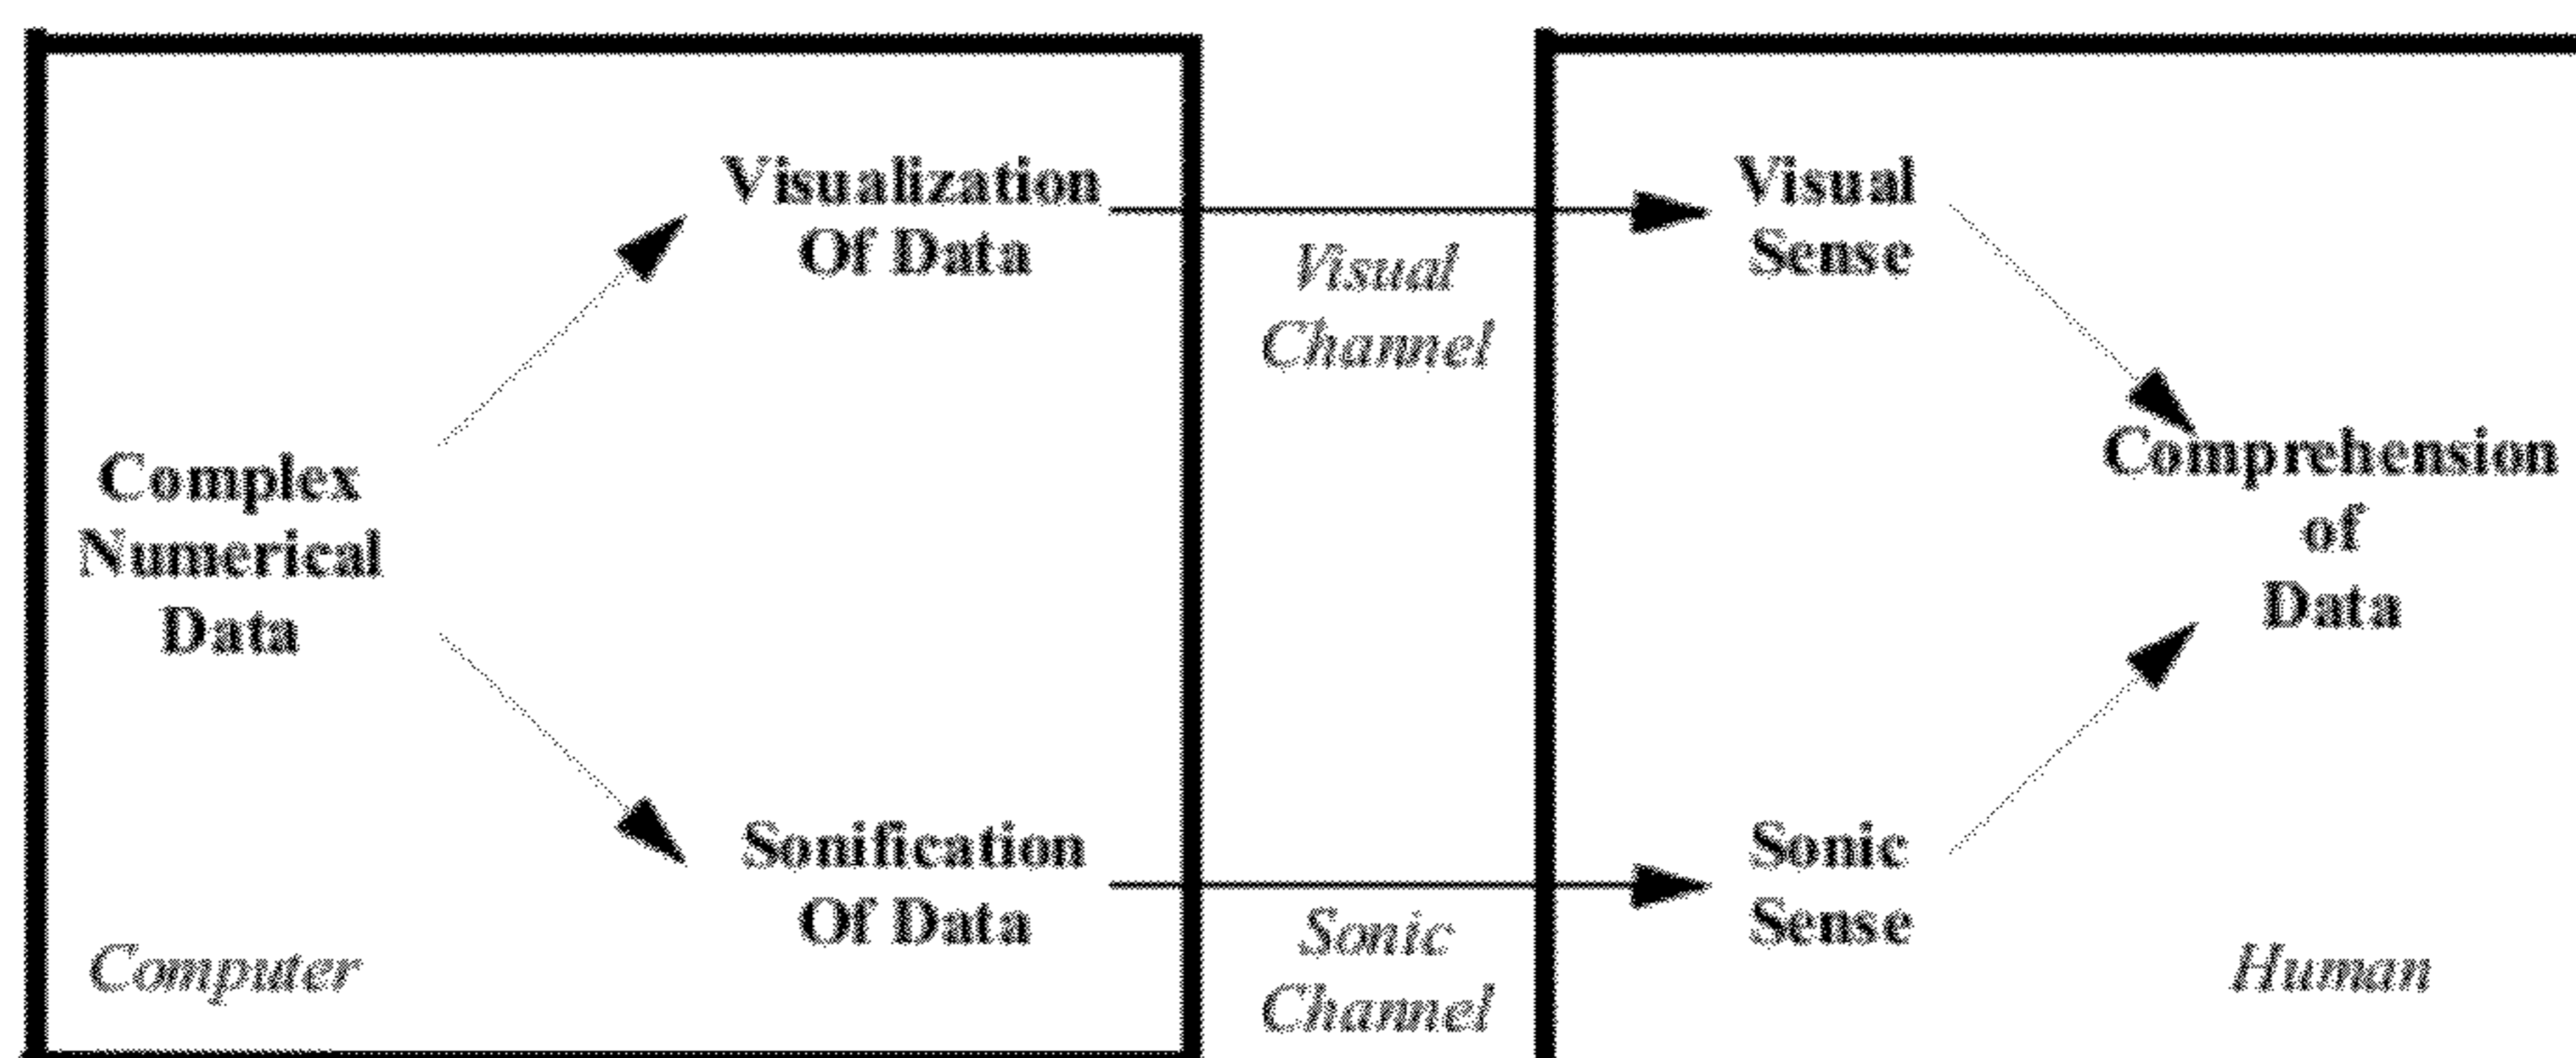 Complex
Numerical
Data
Visualization
Of Data
Sonification
Of Data
Computer
Visual
Channel
Sonic
Channel
Visual
Sense
Sonic
Sense
Comprehension
of
Data
Human